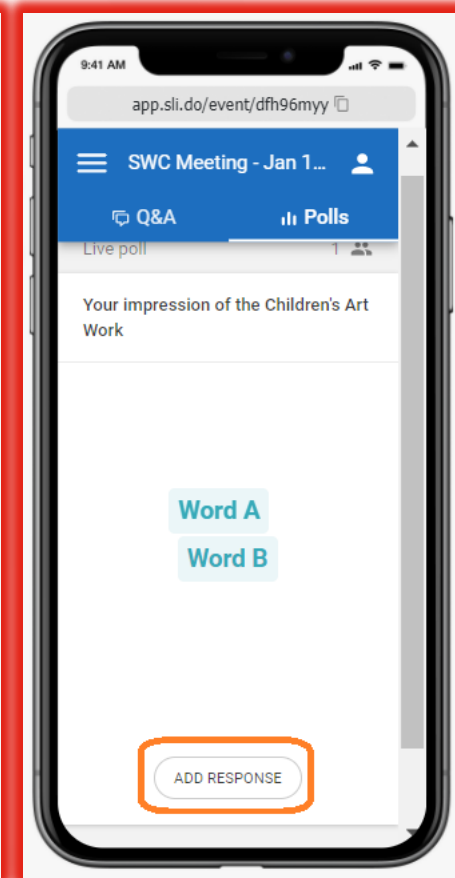 9:41 AM
app.sli.do/event/dfh96myy
SWC Meeting - Jan 1...
Q&A Polls
Live poll 1
Your impression of the Children's Art
Work
Word A
Word B
ADD RESPONSE